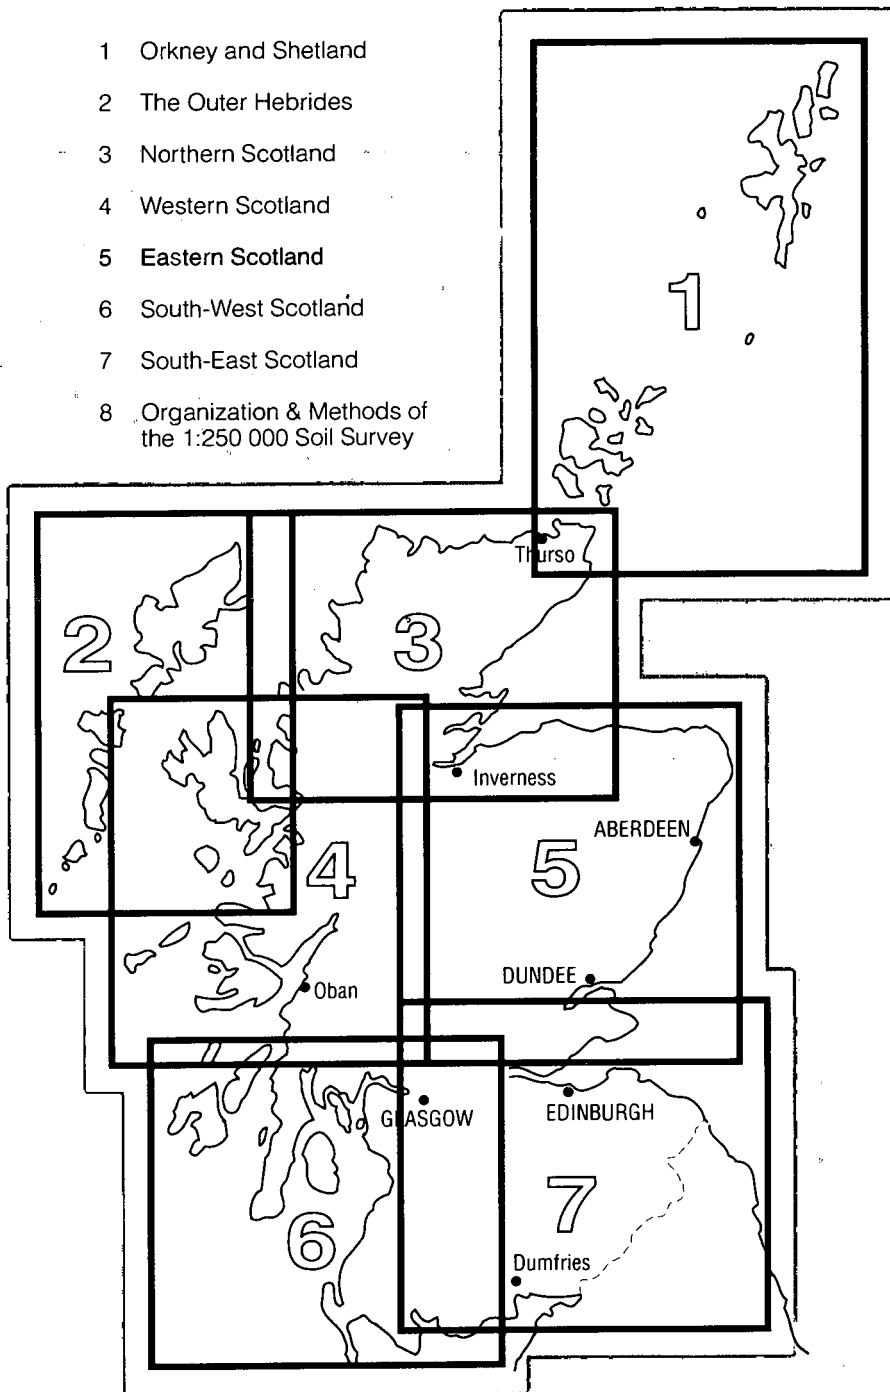 1 Orkney and Shetland
2 The Outer Hebrides
3 Northern Scotland
4 Western Scotland
5 Eastern Scotland
6 South-West Scotland
7 South-East Scotland
8 Organization & Methods of
the 1:250 000 Soil Survey
1
Thurso
2
3
Inverness
ABERDEEN
4
5
DUNDEE
Oban
GLASGOW
EDINBURGH
6
7
Dumfries